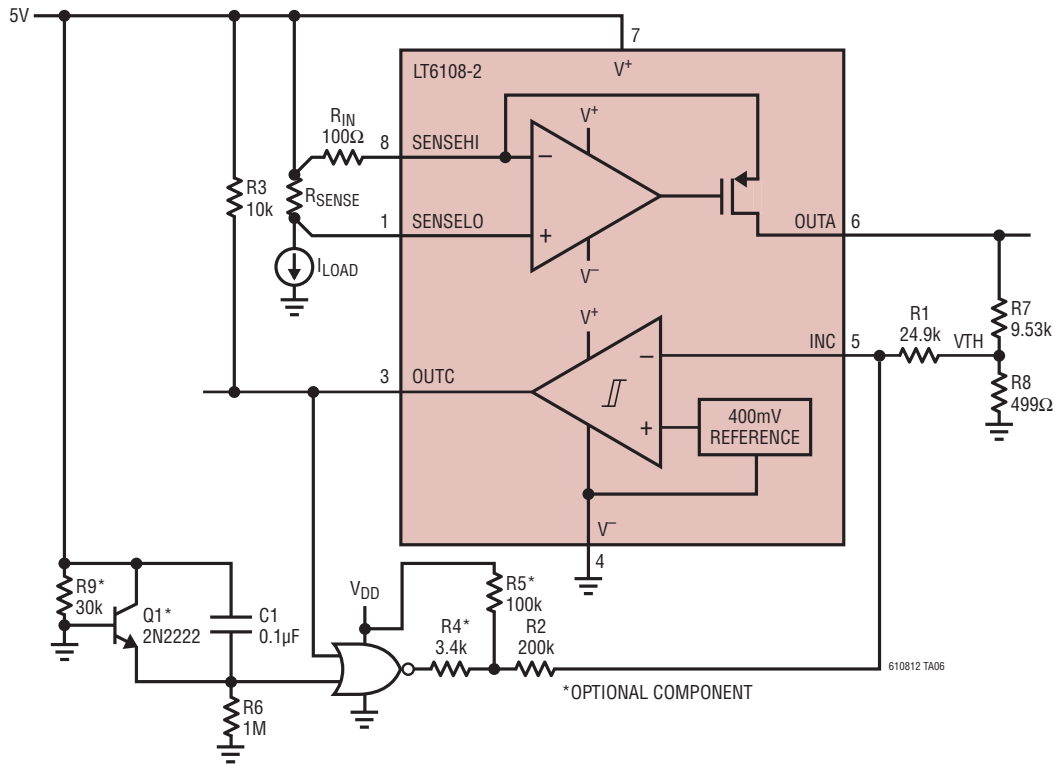 5V
7
V+
LT6108-2
RIN
100Ω
8
SENSEHI
V+
−
R3
10k
RSENSE
1
SENSELO
+
OUTA
6
ILOAD
V−
V+
R1
24.9k
R7
9.53k
INC
5
VTH
−
3
OUTC
400mV
REFERENCE
+
R8
499Ω
V−
4
R9*
30k
Q1*
2N2222
C1
0.1µF
VDD
R5*
100k
R4*
3.4k
R2
200k
610812 TA06
*OPTIONAL COMPONENT
R6
1M